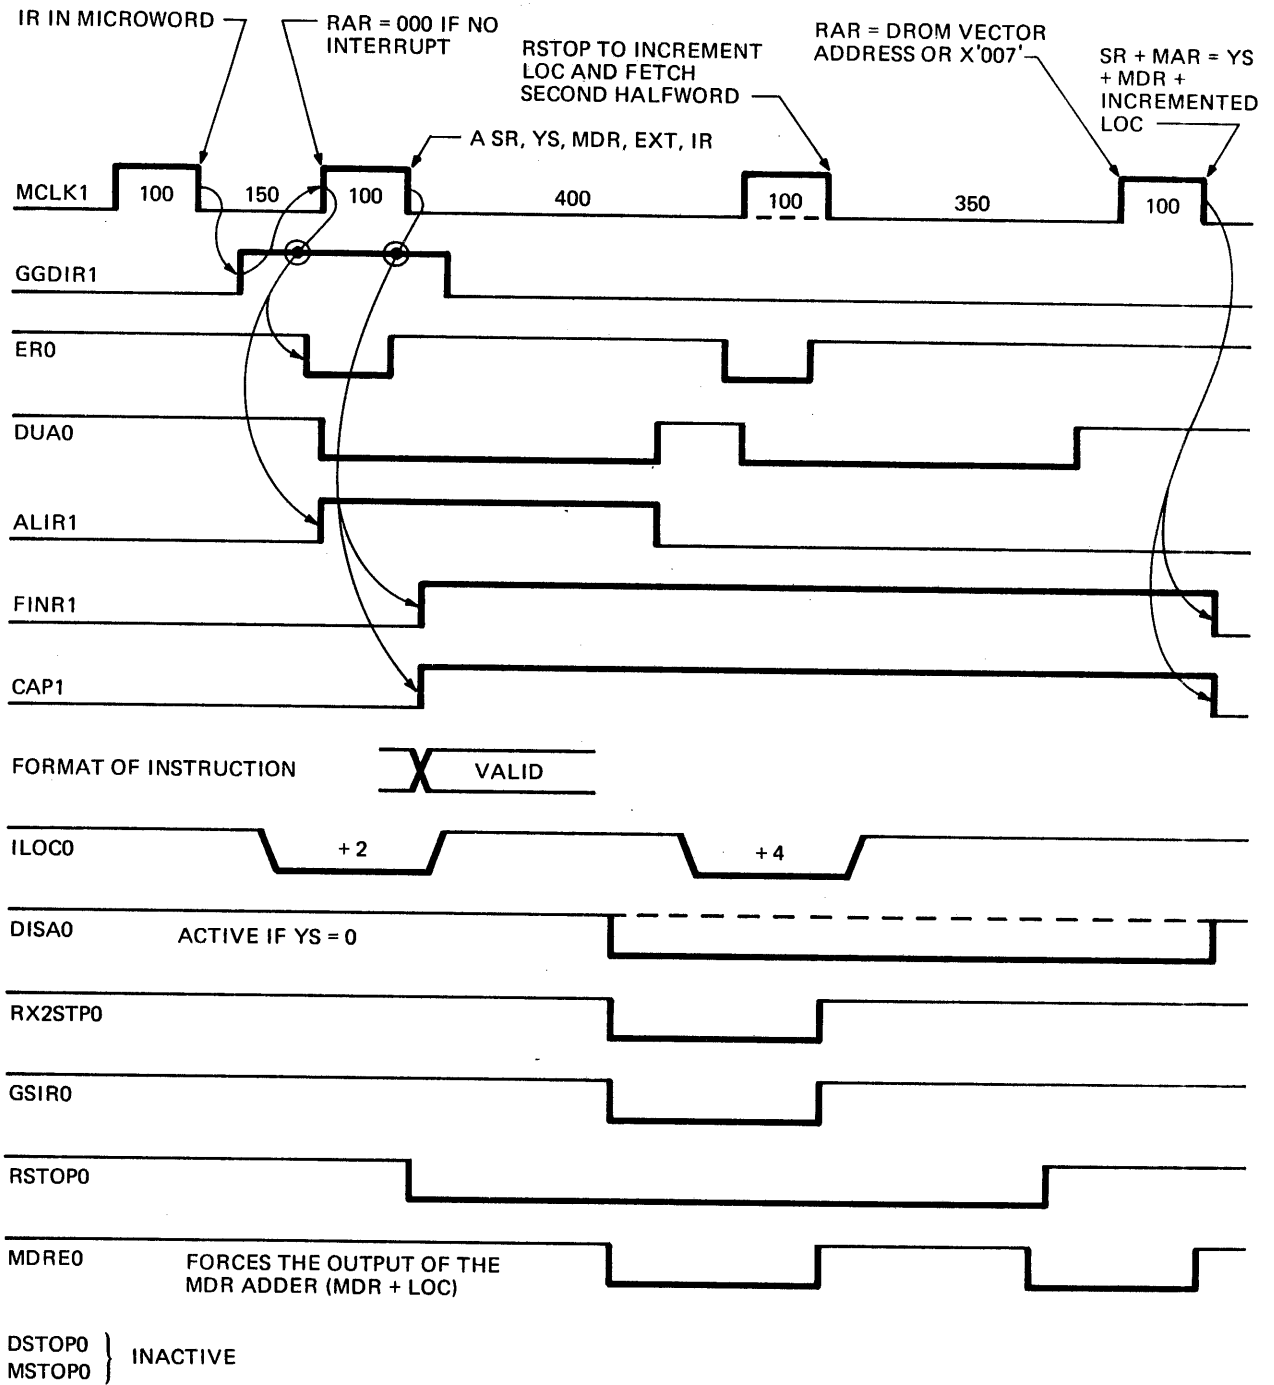 IR IN MICROWORD
RAR = 000 IF NO
INTERRUPT
RSTOP TO INCREMENT
LOC AND FETCH
SECOND HALFWORD
RAR = DROM VECTOR
ADDRESS OR X'007'
SR + MAR = YS
+ MDR +
INCREMENTED
LOC
A SR, YS, MDR, EXT, IR
MCLK1
100
150
100
400
100
350
100
GGDIR1
ER0
DUA0
ALIR1
FINR1
CAP1
FORMAT OF INSTRUCTION
VALID
ILOC0
+ 2
+ 4
DISA0
ACTIVE IF YS = 0
RX2STP0
GSIR0
RSTOP0
MDRE0
FORCES THE OUTPUT OF THE
MDR ADDER (MDR + LOC)
DSTOP0
MSTOP0
INACTIVE